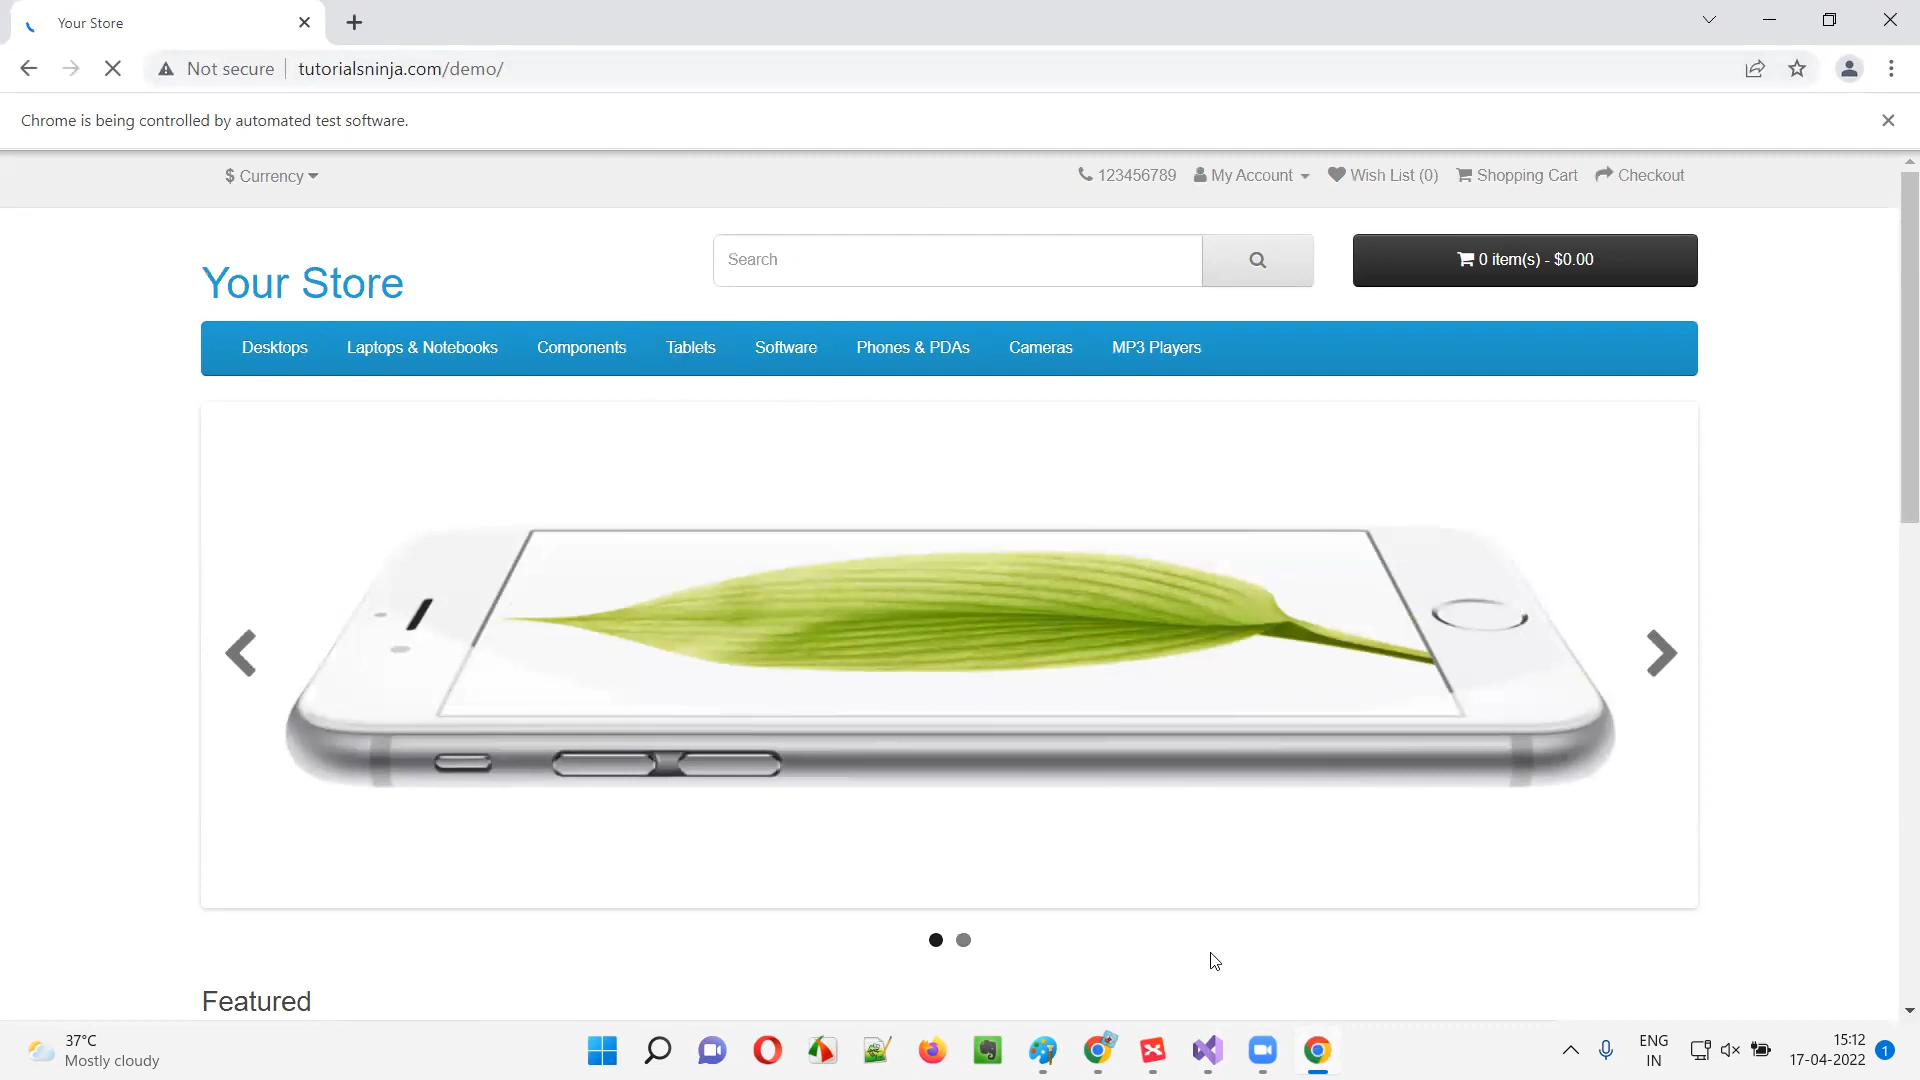 Your Store
Not secure
tutorialsninja.com/demo/
Chrome is being controlled by automated test software.
$ Currency
123456789
My Account
Wish List (0)
Shopping Cart
Checkout
Your Store
Search
0 item(s) - $0.00
Desktops
Laptops & Notebooks
Components
Tablets
Software
Phones & PDAs
Cameras
MP3 Players
Featured
37°C
Mostly cloudy
ENG
IN
15:12
17-04-2022
1